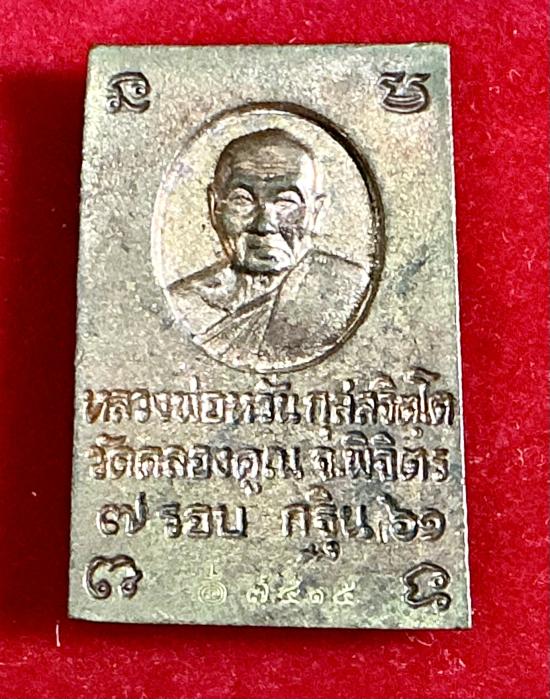 หลวงพ่อหวั่น กุสลจิตฺโต
วัดคลองคูณ จ.พิจิตร
๗ รอบ กฐิน ๖๑
๗๕๑๕